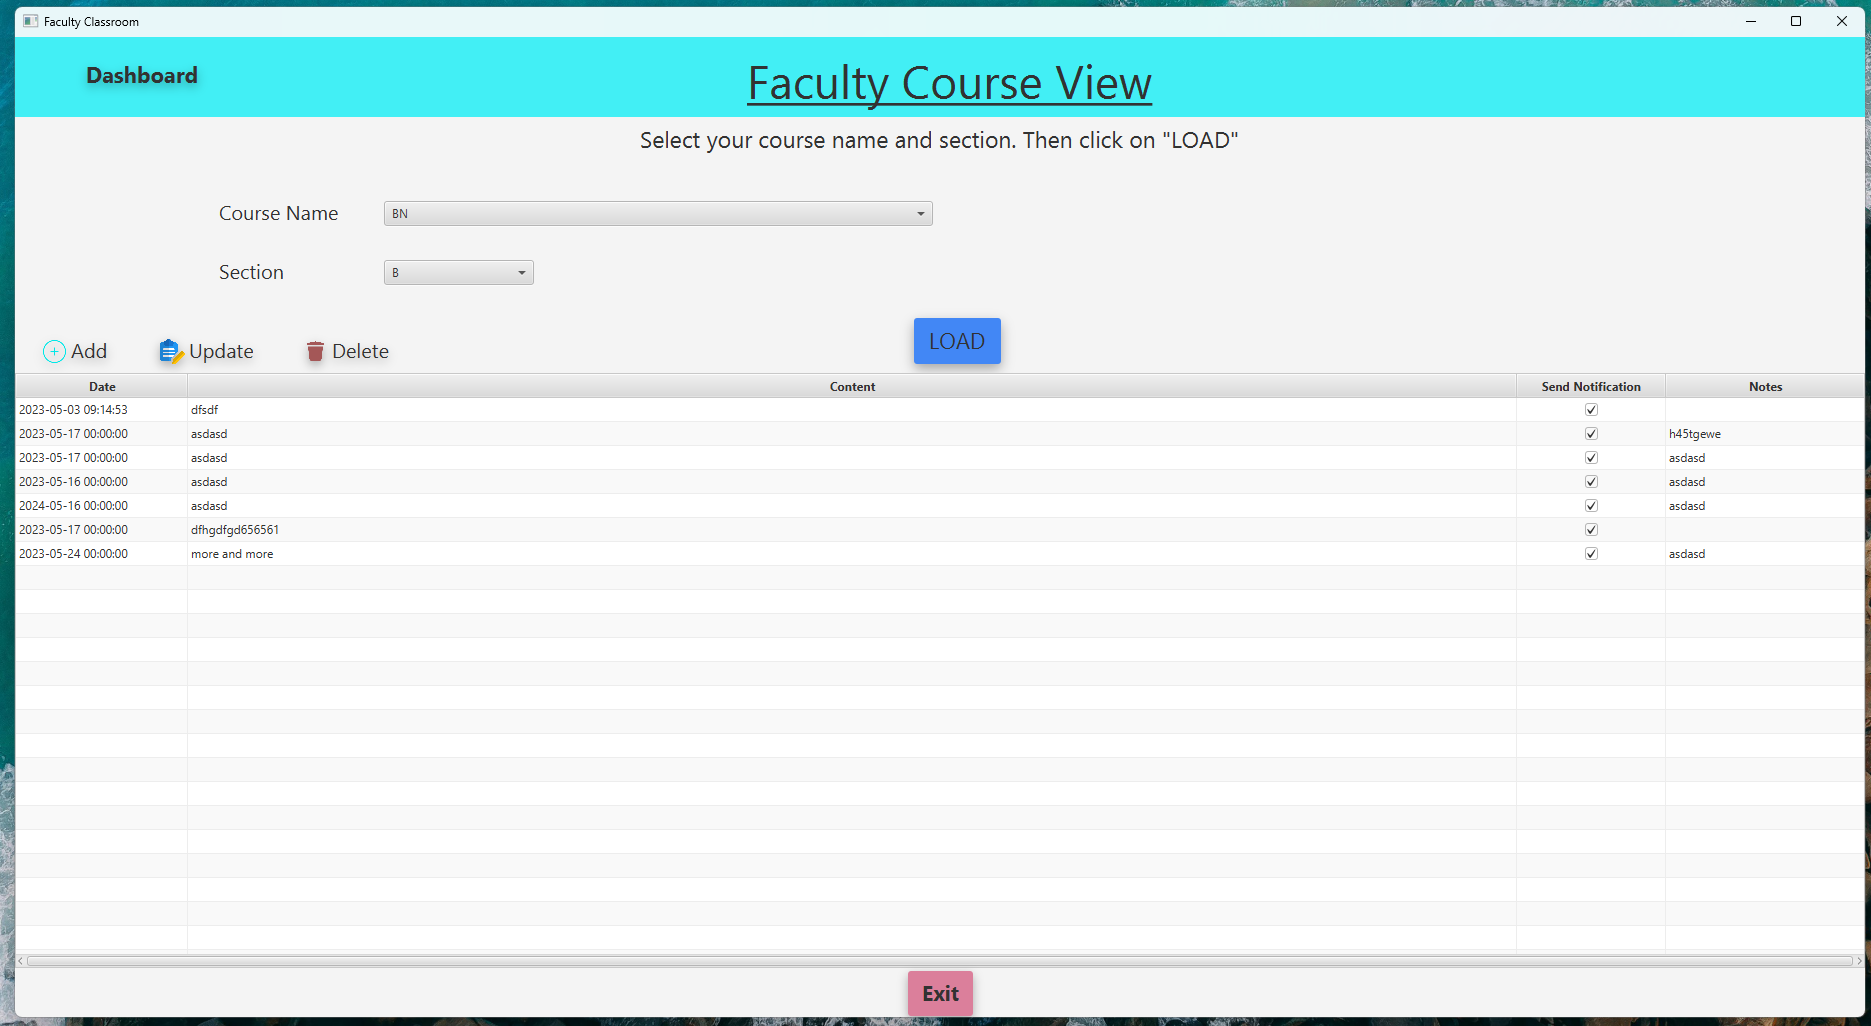 Faculty Classroom
Dashboard
Faculty Course View
Select your course name and section. Then click on "LOAD"
Course Name BN
Section B
Add Update Delete LOAD
Date Content Send Notification Notes
2023-05-03 09:14:53 dfsdf
2023-05-17 00:00:00 asdasd h45tgewe
2023-05-17 00:00:00 asdasd asdasd
2023-05-16 00:00:00 asdasd asdasd
2024-05-16 00:00:00 asdasd asdasd
2023-05-17 00:00:00 dfhgdfgd656561
2023-05-24 00:00:00 more and more asdasd
Exit